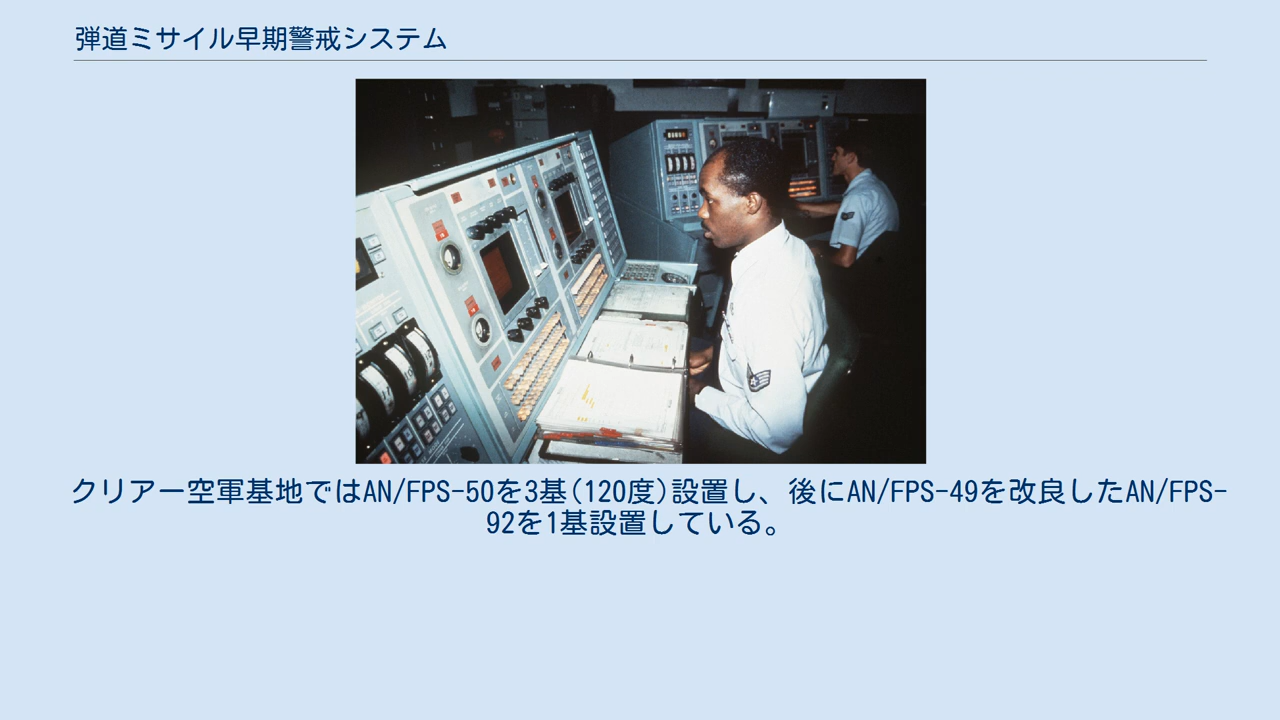 弾道ミサイル早期警戒システム
クリアー空軍基地ではAN/FPS-50を3基(120度)設置し、後にAN/FPS-49を改良したAN/FPS-
92を1基設置している。